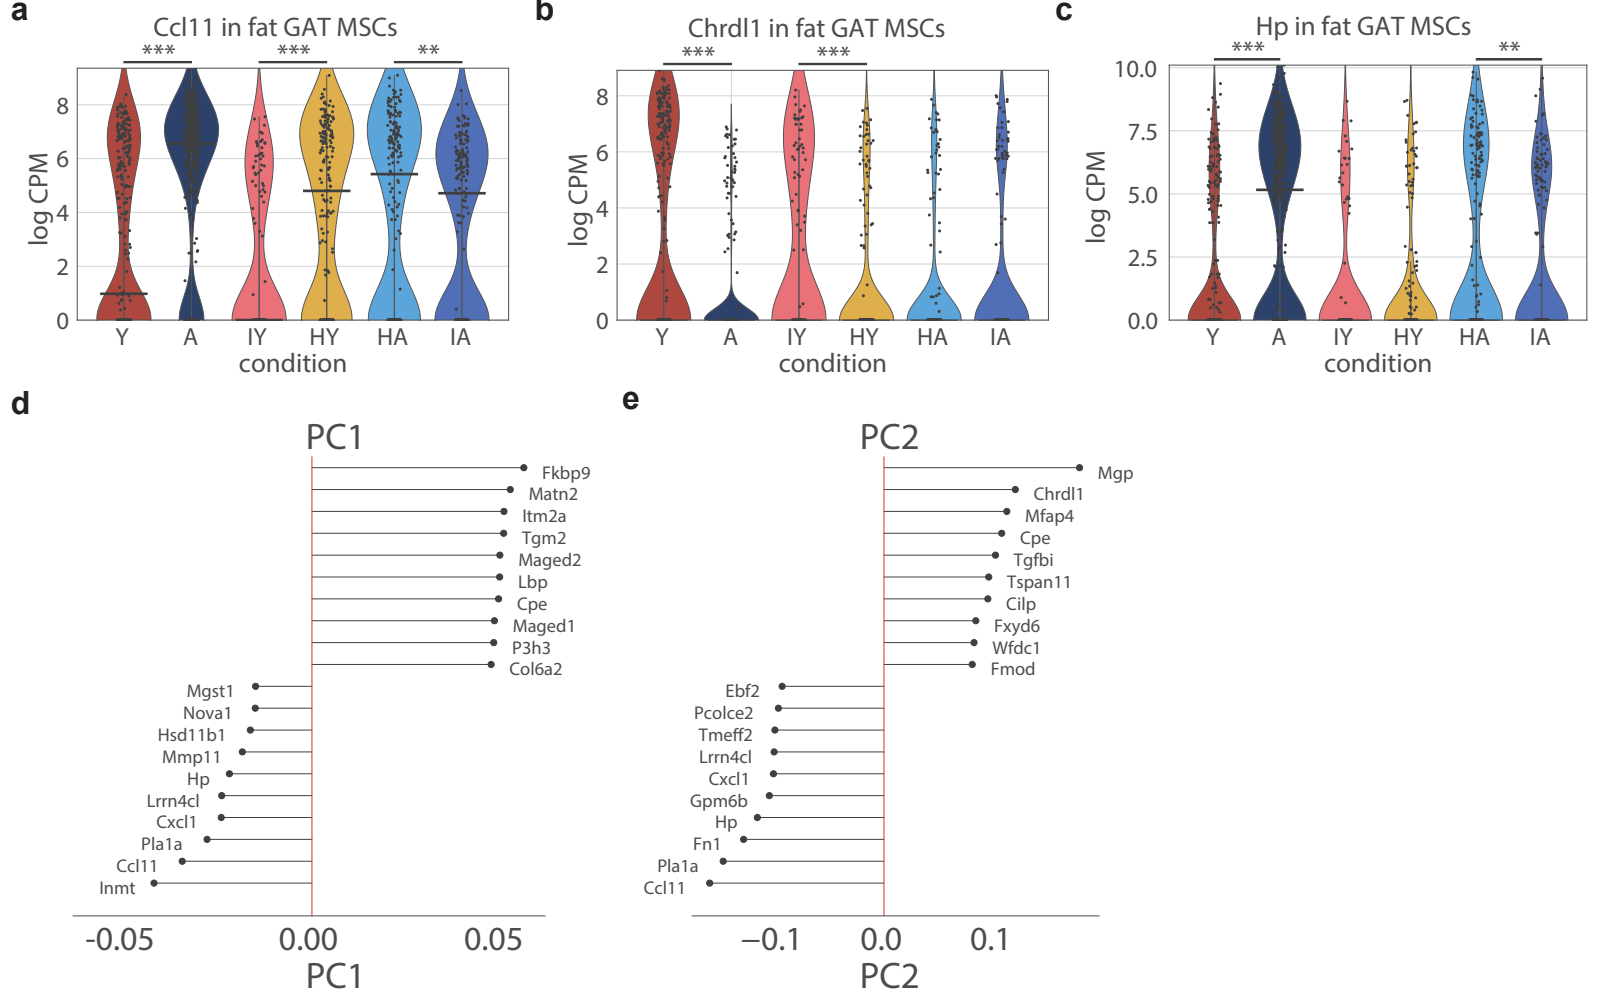 a
Ccl11 in fat GAT MSCs
*** *** **
log CPM
8
6
4
2
0
Y A IY HY HA IA
condition
b
Chrdl1 in fat GAT MSCs
*** ***
log CPM
8
6
4
2
0
Y A IY HY HA IA
condition
c
Hp in fat GAT MSCs
*** **
log CPM
10.0
7.5
5.0
2.5
0.0
Y A IY HY HA IA
condition
d
PC1
Fkbp9
Matn2
Itm2a
Tgm2
Maged2
Lbp
Cpe
Maged1
P3h3
Col6a2
Mgst1
Nova1
Hsd11b1
Mmp11
Hp
Lrrn4cl
Cxcl1
Pla1a
Ccl11
Inmt
-0.05 0.00 0.05
PC1
e
PC2
Mgp
Chrdl1
Mfap4
Cpe
Tgfbi
Tspan11
Cilp
Fxyd6
Wfdc1
Fmod
Ebf2
Pcolce2
Tmeff2
Lrrn4cl
Cxcl1
Gpm6b
Hp
Fn1
Pla1a
Ccl11
−0.1 0.0 0.1
PC2